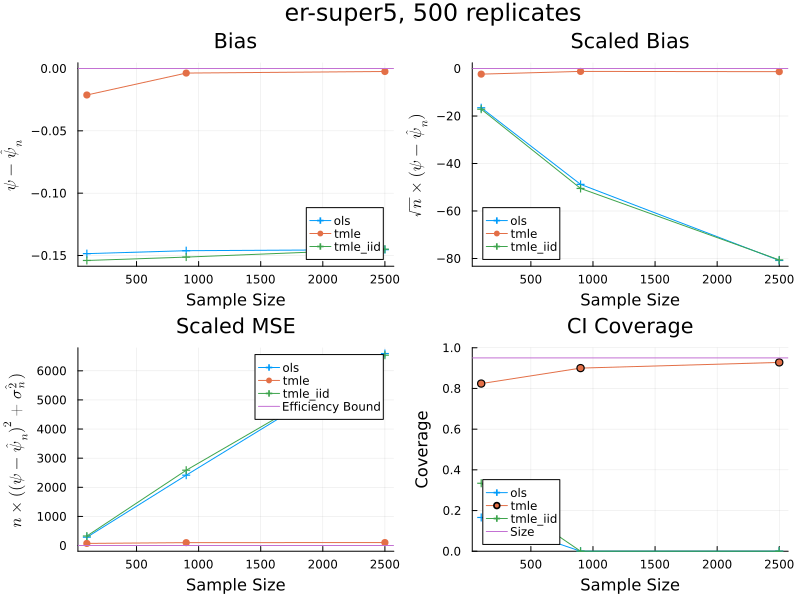 er-super5, 500 replicates
Bias
0.00
−0.05
−0.10
−0.15
ψ − ψ̂ₙ
500
1000
1500
2000
2500
Sample Size
ols
tmle
tmle_iid
Scaled Bias
0
−20
−40
−60
−80
√n × (ψ − ψ̂ₙ)
500
1000
1500
2000
2500
Sample Size
ols
tmle
tmle_iid
Scaled MSE
6000
5000
4000
3000
2000
1000
0
n × ((ψ − ψ̂ₙ)² + σ̂ₙ²)
500
1000
1500
2000
2500
Sample Size
ols
tmle
tmle_iid
Efficiency Bound
CI Coverage
1.0
0.8
0.6
0.4
0.2
0.0
Coverage
500
1000
1500
2000
2500
Sample Size
ols
tmle
tmle_iid
Size